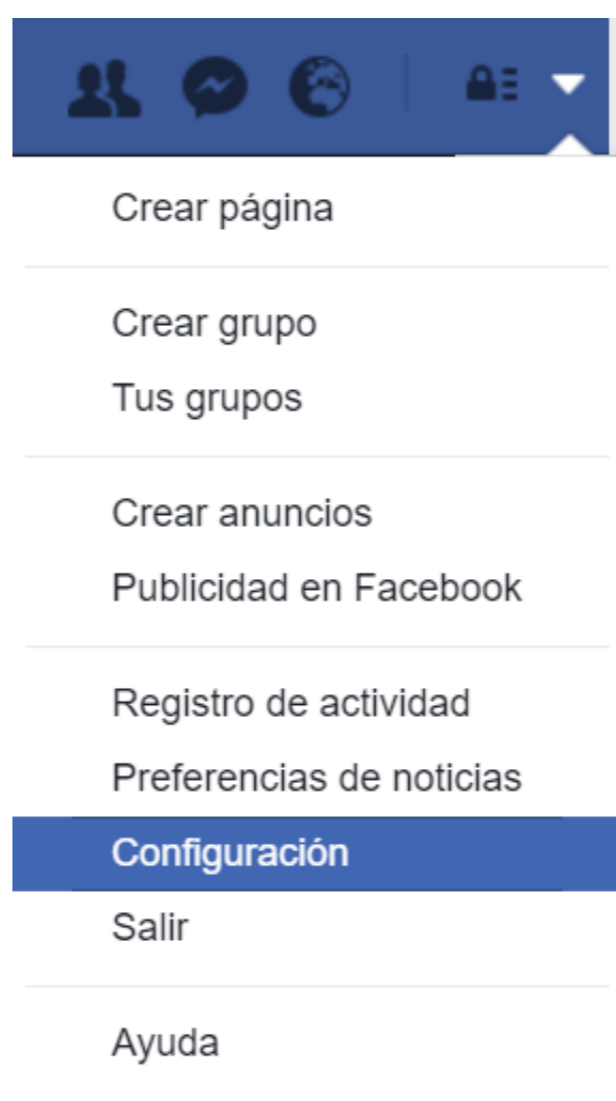 Crear página
Crear grupo
Tus grupos
Crear anuncios
Publicidad en Facebook
Registro de actividad
Preferencias de noticias
Configuración
Salir
Ayuda